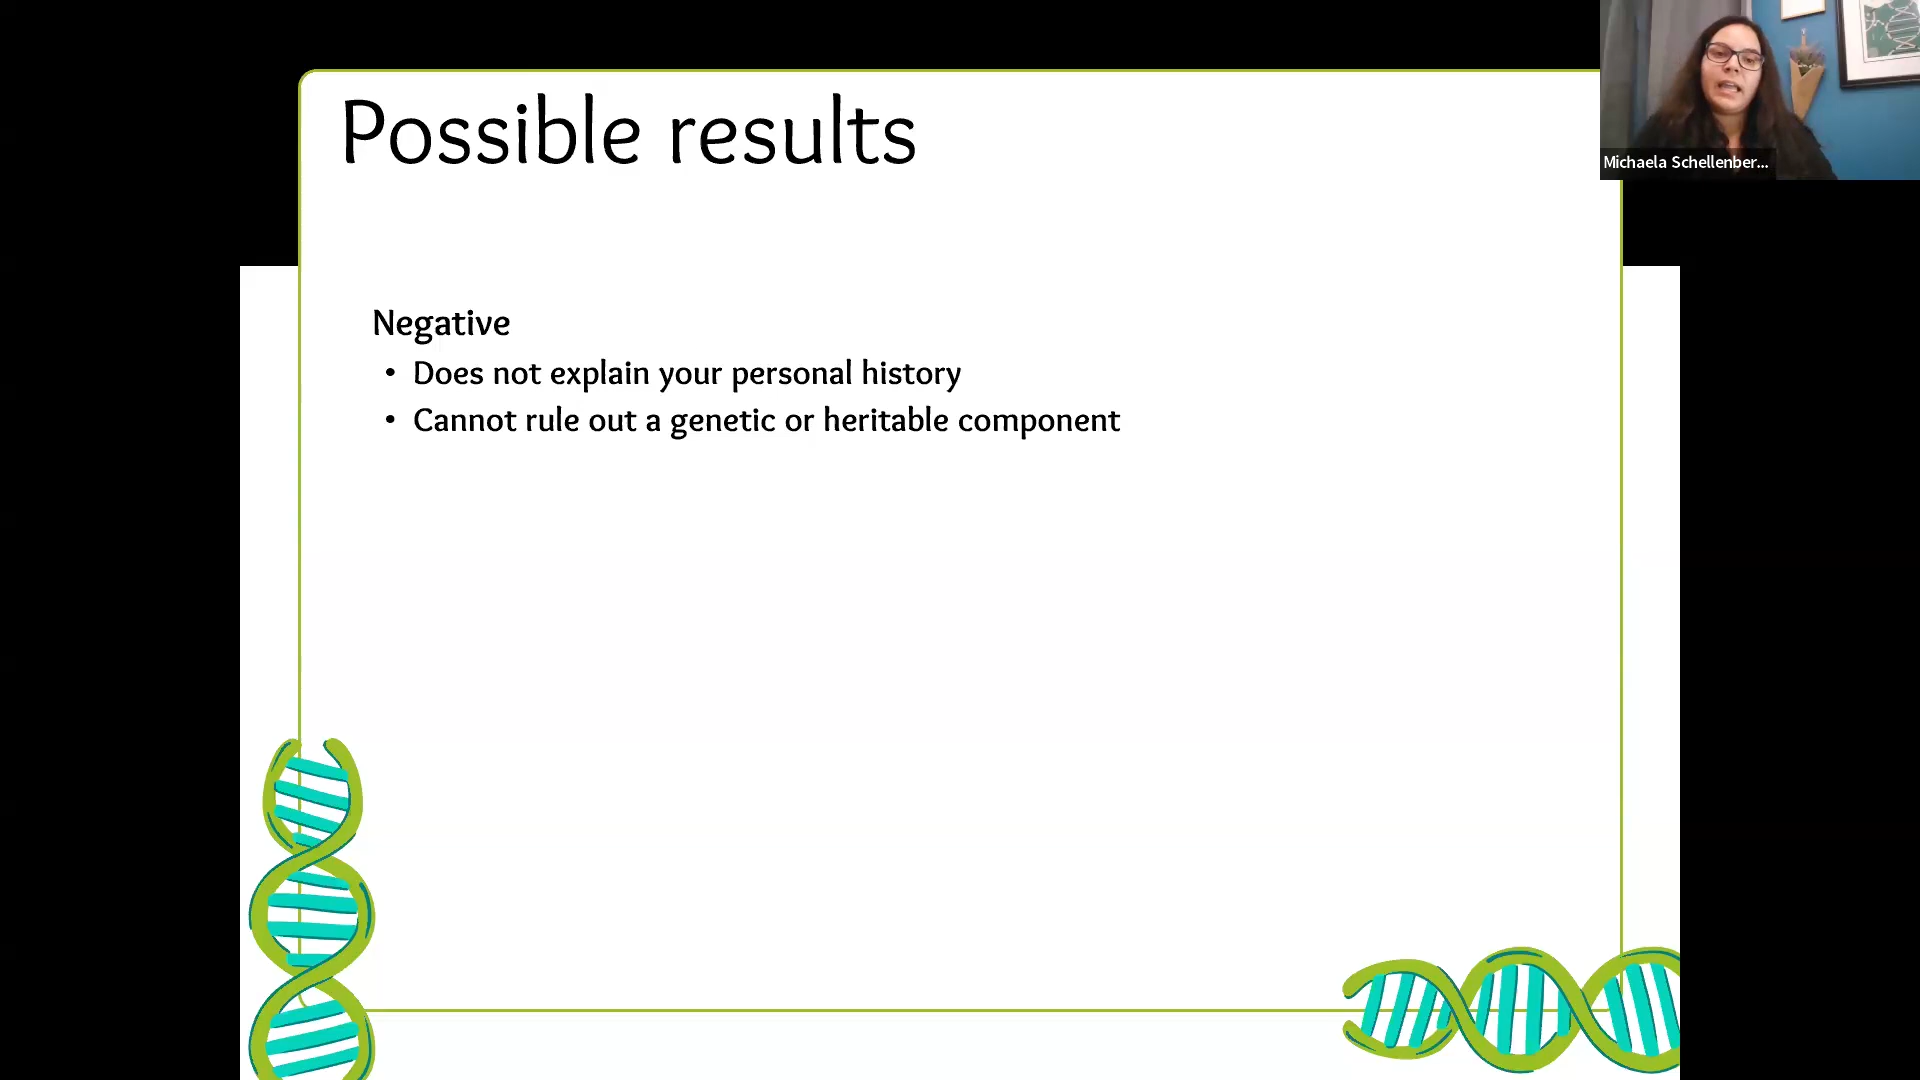 Possible results
Michaela Schellenber...
Negative
• Does not explain your personal history
• Cannot rule out a genetic or heritable component